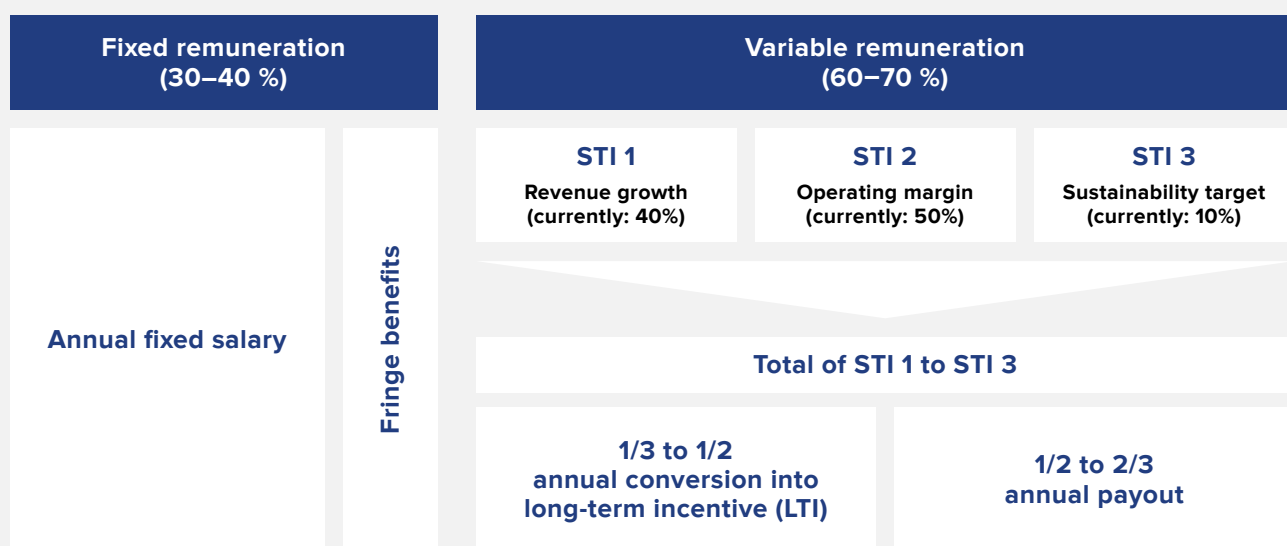 Fixed remuneration
(30–40 %)
Variable remuneration
(60–70 %)
STI 1
Revenue growth
(currently: 40%)
STI 2
Operating margin
(currently: 50%)
STI 3
Sustainability target
(currently: 10%)
Annual fixed salary
Fringe benefits
Total of STI 1 to STI 3
1/3 to 1/2
annual conversion into
long-term incentive (LTI)
1/2 to 2/3
annual payout